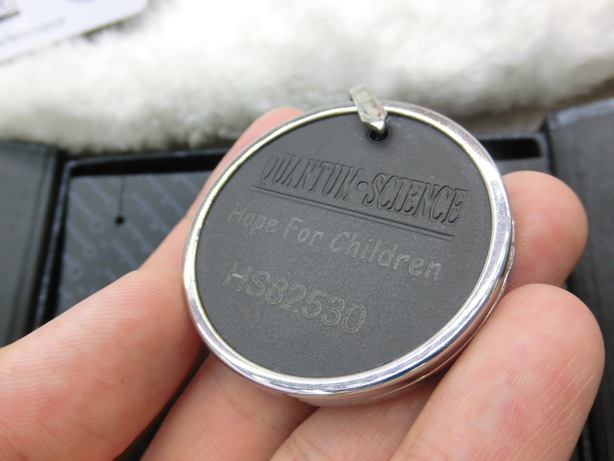 QUANTUM·SCIENCE
Hope For Children
HS82530